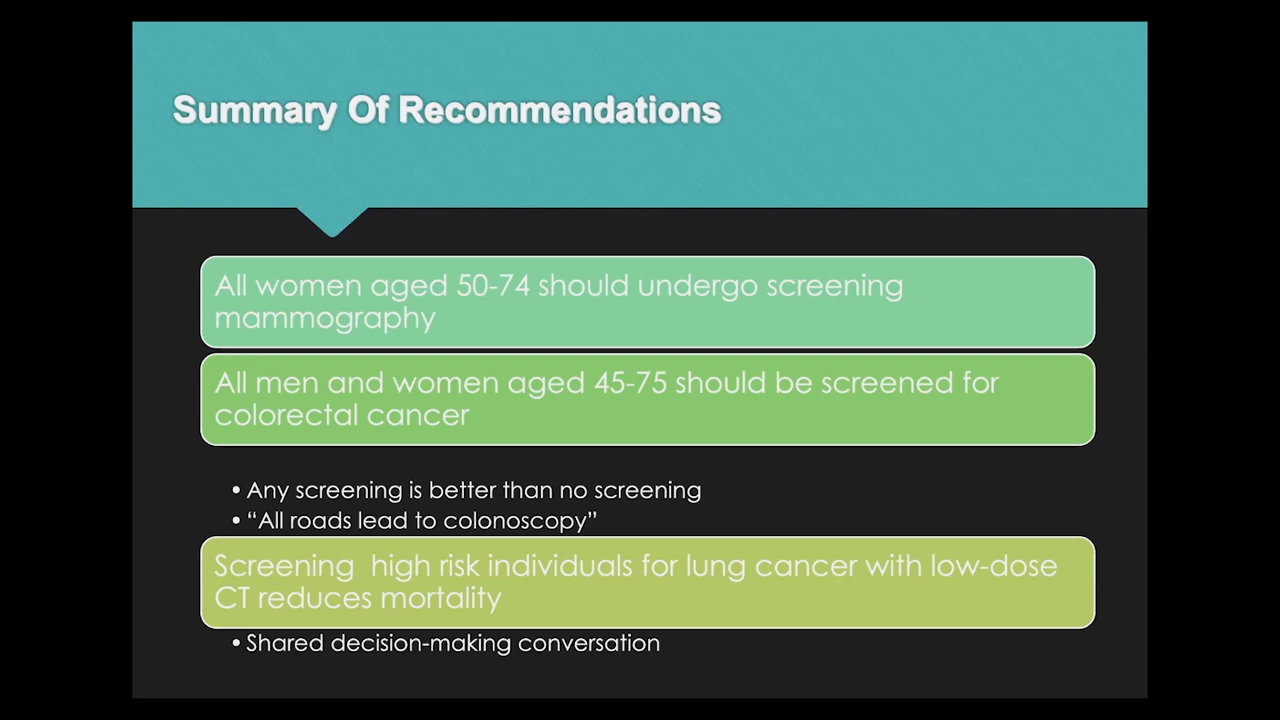 Summary Of Recommendations
All women aged 50-74 should undergo screening
mammography
All men and women aged 45-75 should be screened for
colorectal cancer
• Any screening is better than no screening
• “All roads lead to colonoscopy”
Screening  high risk individuals for lung cancer with low-dose
CT reduces mortality
• Shared decision-making conversation